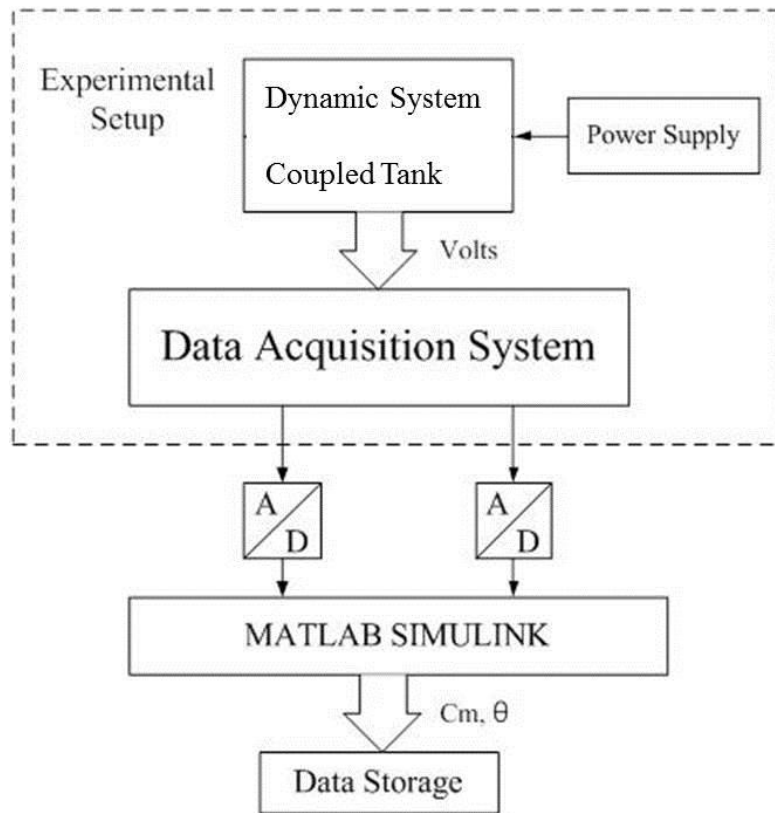 Experimental
Setup
Dynamic System
Coupled Tank
Power Supply
Volts
Data Acquisition System
A
D
A
D
MATLAB SIMULINK
Cm, θ
Data Storage